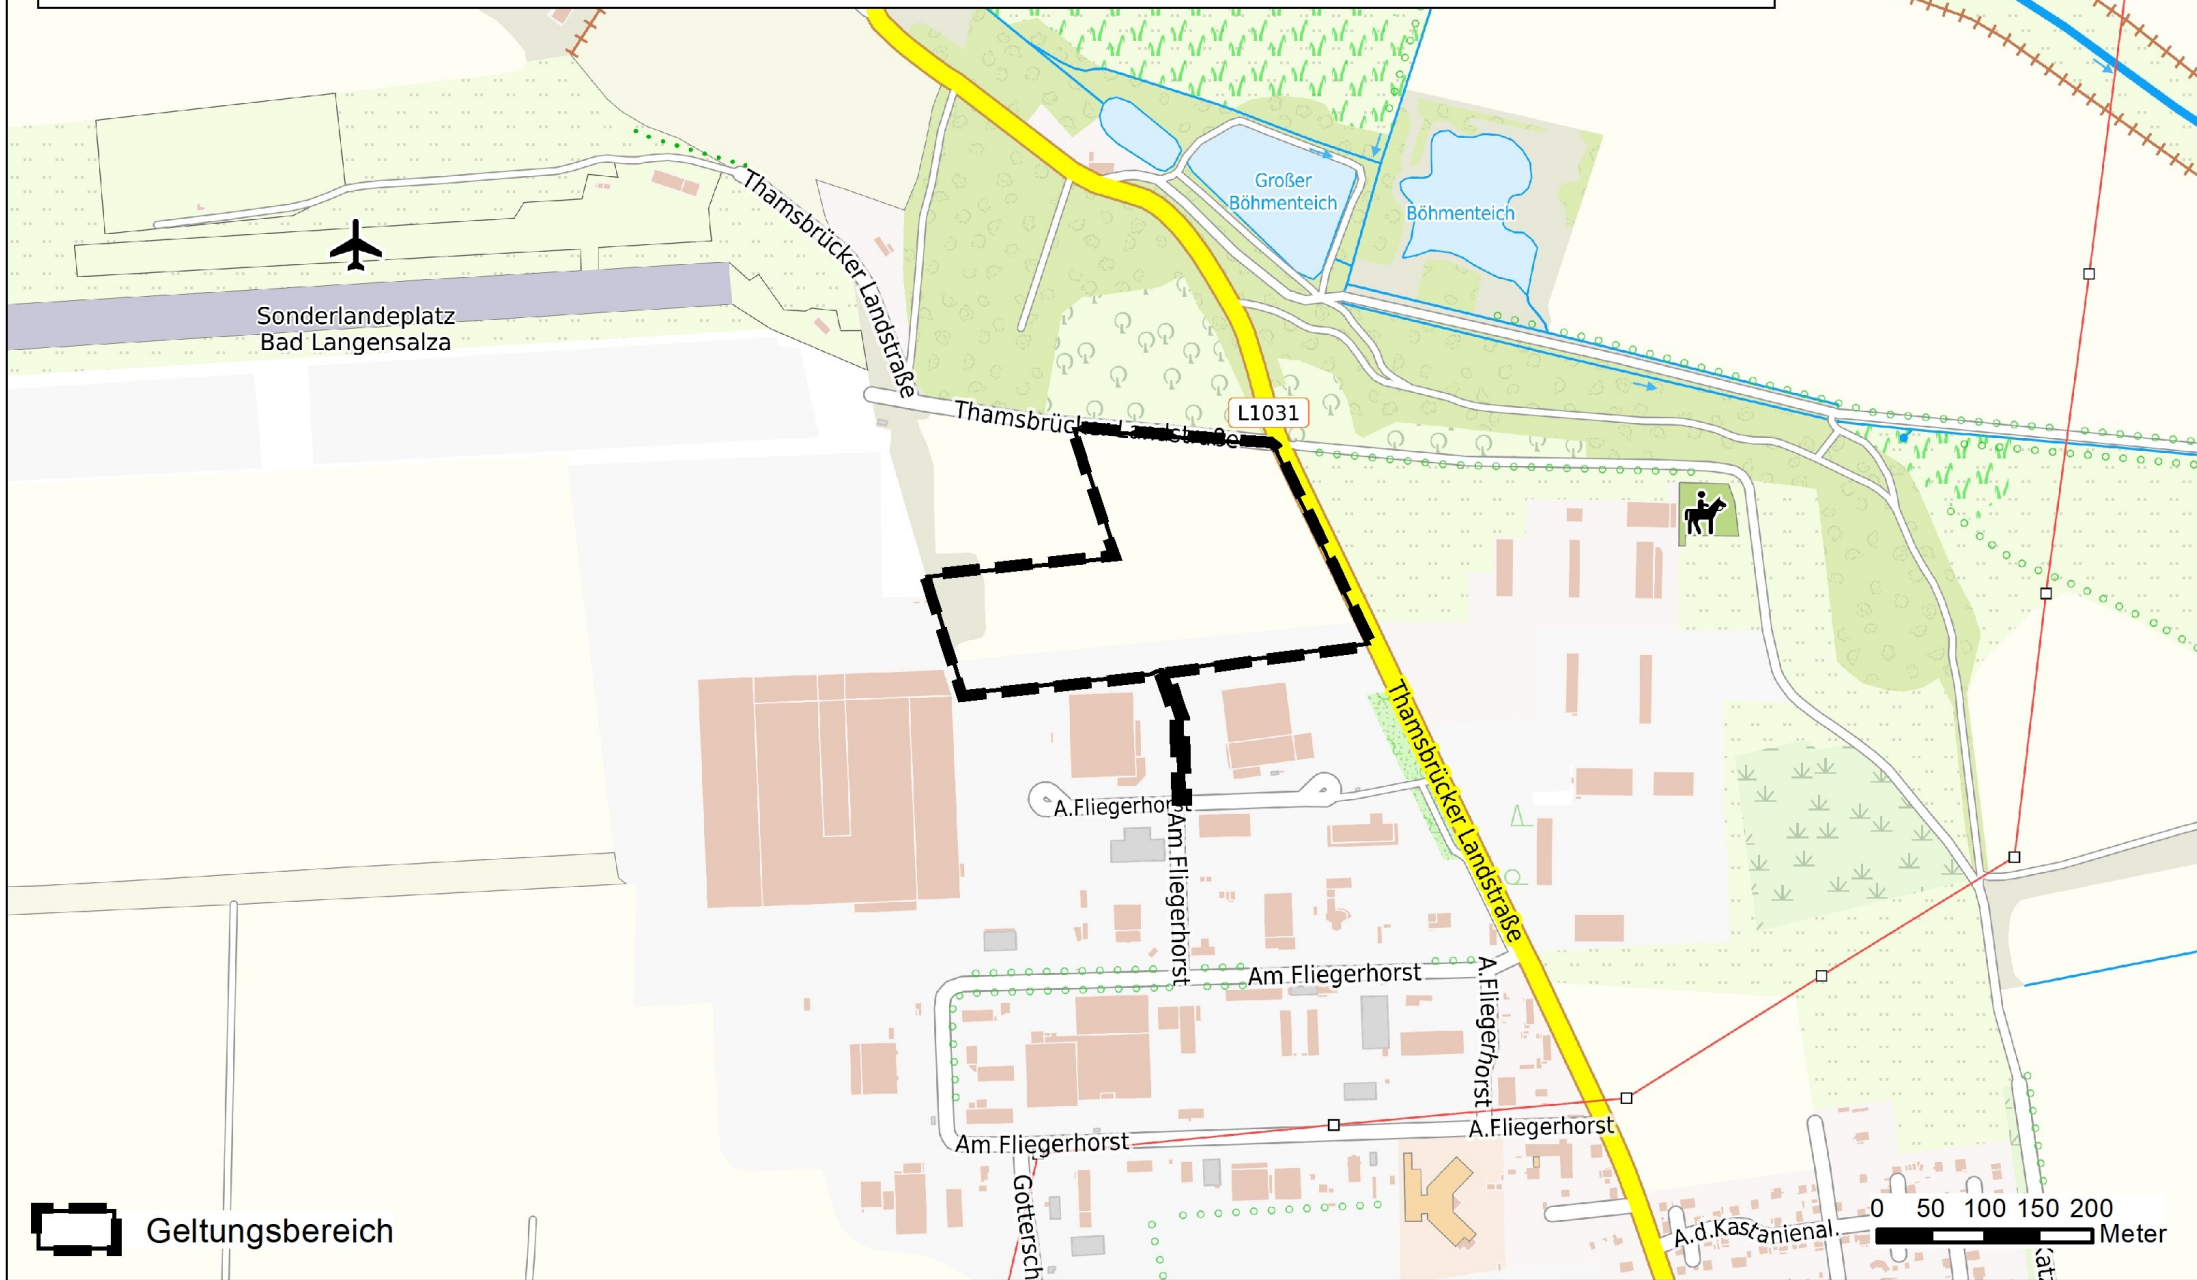 Großer
Böhmenteich
Böhmenteich
Thamsbrücker Landstraße
Sonderlandeplatz
Bad Langensalza
L1031
Thamsbrücker Landstraße
Thamsbrücker Landstraße
A.Fliegerhorst
Am Fliegerhorst
Am Fliegerhorst
A.Fliegerhorst
Am Fliegerhorst
A.Fliegerhorst
Gottersch
A.d.Kastanienal.
Geltungsbereich
0 50 100 150 200
Meter